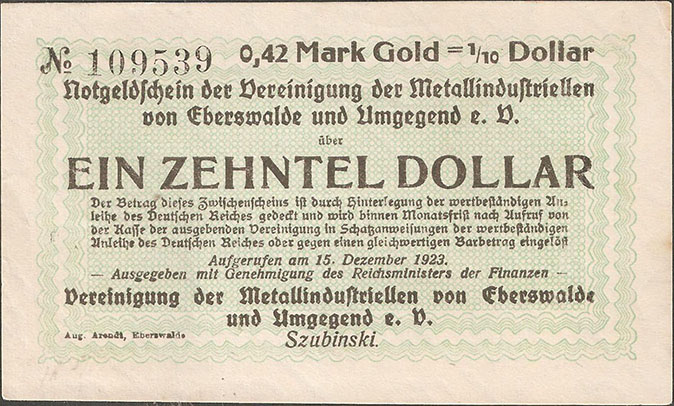 № 109539 0,42 Mark Gold = 1/10 Dollar
Notgeldschein der Vereinigung der Metallindustriellen
von Eberswalde und Umgegend e. V.
über
EIN ZEHNTEL DOLLAR
Der Betrag dieses Zwischenscheins ist durch Hinterlegung der wertbeständigen An-
leihe des Deutschen Reiches gedeckt und wird binnen Monatsfrist nach Aufruf von
der Kasse der ausgebenden Vereinigung in Schatzanweisungen der wertbeständigen
Anleihe des Deutschen Reiches oder gegen einen gleichwertigen Barbetrag eingelöst
Aufgerufen am 15. Dezember 1923.
— Ausgegeben mit Genehmigung des Reichsministers der Finanzen —
Vereinigung der Metallindustriellen von Eberswalde
und Umgegend e. V.
Aug. Arendt, Eberswalde
Szubinski.